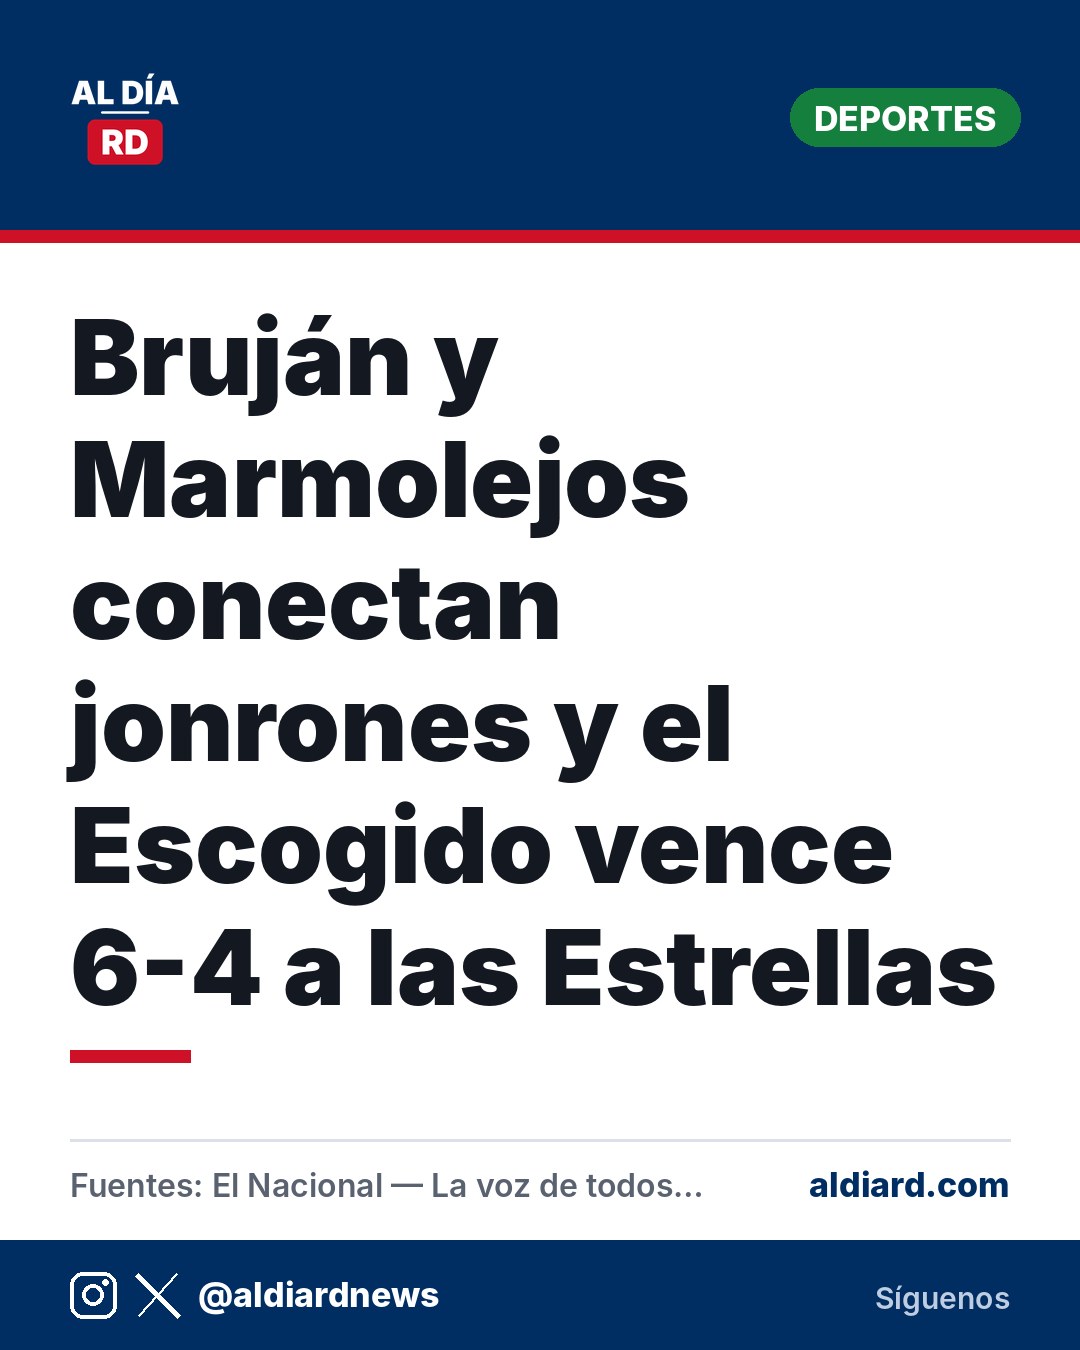 AL DÍA
RD
DEPORTES
Bruján y
Marmolejos
conectan
jonrones y el
Escogido vence
6-4 a las Estrellas
Fuentes: El Nacional — La voz de todos...
aldiard.com
@aldiardnews
Síguenos